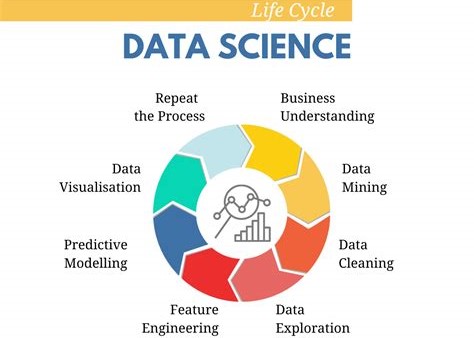 Life Cycle
DATA SCIENCE
Business
Understanding
Data
Mining
Data
Cleaning
Data
Exploration
Feature
Engineering
Predictive
Modelling
Data
Visualisation
Repeat
the Process